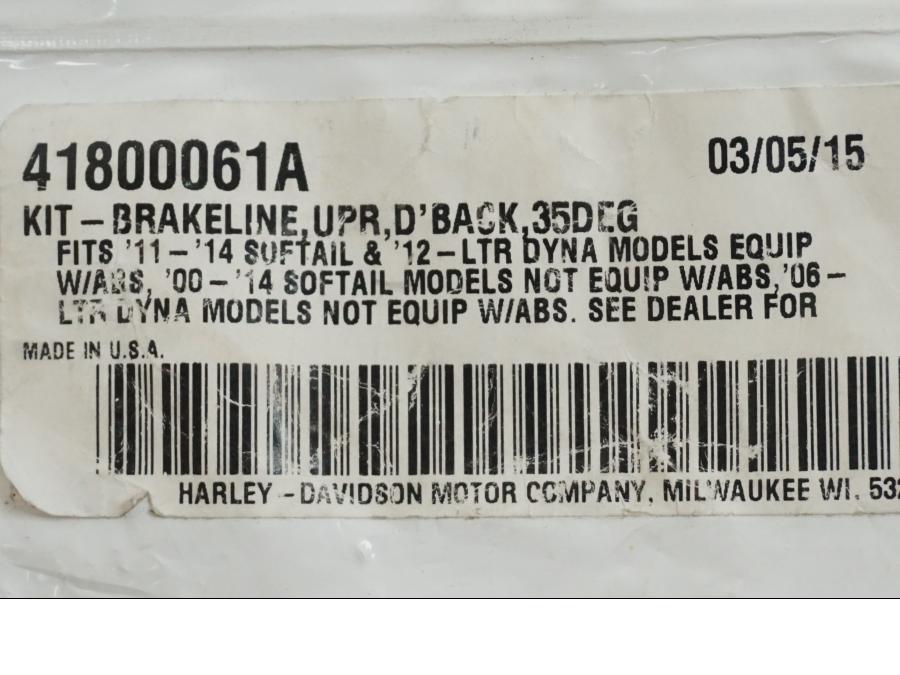 41800061A
03/05/15
KIT-BRAKELINE,UPR,D'BACK,35DEG
FITS '11-'14 SOFTAIL & '12-LTR DYNA MODELS EQUIP
W/ABS, '00-'14 SOFTAIL MODELS NOT EQUIP W/ABS,'06-
LTR DYNA MODELS NOT EQUIP W/ABS. SEE DEALER FOR
MADE IN U.S.A.
HARLEY-DAVIDSON MOTOR COMPANY, MILWAUKEE WI. 532